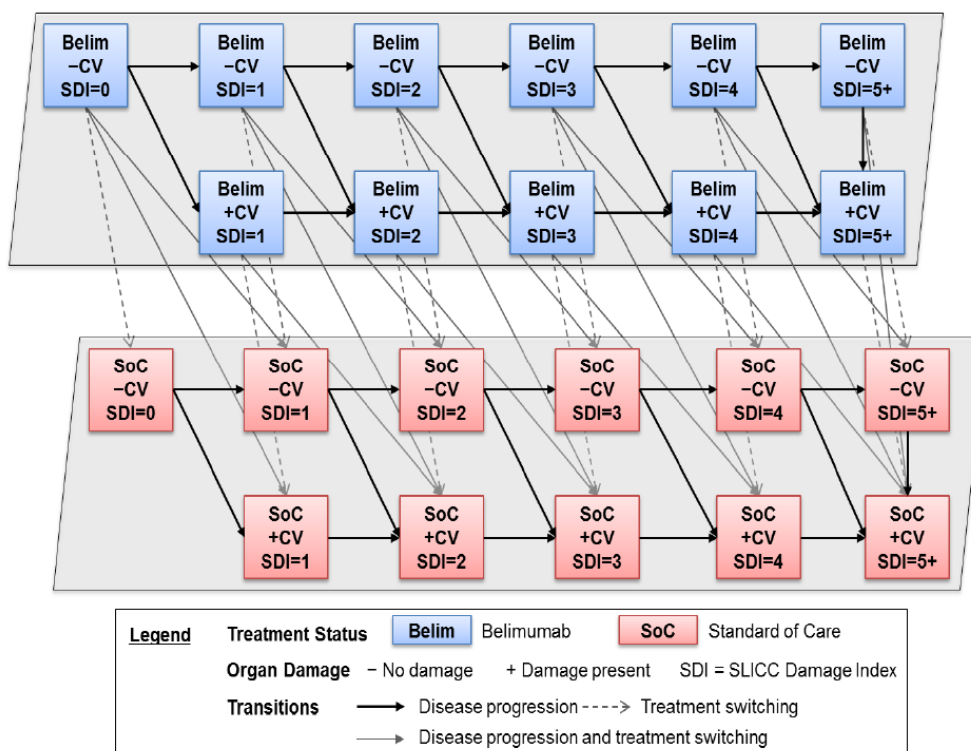 Belim
−CV
SDI=0
Belim
−CV
SDI=1
Belim
−CV
SDI=2
Belim
−CV
SDI=3
Belim
−CV
SDI=4
Belim
−CV
SDI=5+
Belim
+CV
SDI=1
Belim
+CV
SDI=2
Belim
+CV
SDI=3
Belim
+CV
SDI=4
Belim
+CV
SDI=5+
SoC
−CV
SDI=0
SoC
−CV
SDI=1
SoC
−CV
SDI=2
SoC
−CV
SDI=3
SoC
−CV
SDI=4
SoC
−CV
SDI=5+
SoC
+CV
SDI=1
SoC
+CV
SDI=2
SoC
+CV
SDI=3
SoC
+CV
SDI=4
SoC
+CV
SDI=5+
Legend Treatment Status Belim Belimumab SoC Standard of Care
Organ Damage − No damage + Damage present SDI = SLICC Damage Index
Transitions Disease progression Treatment switching
Disease progression and treatment switching